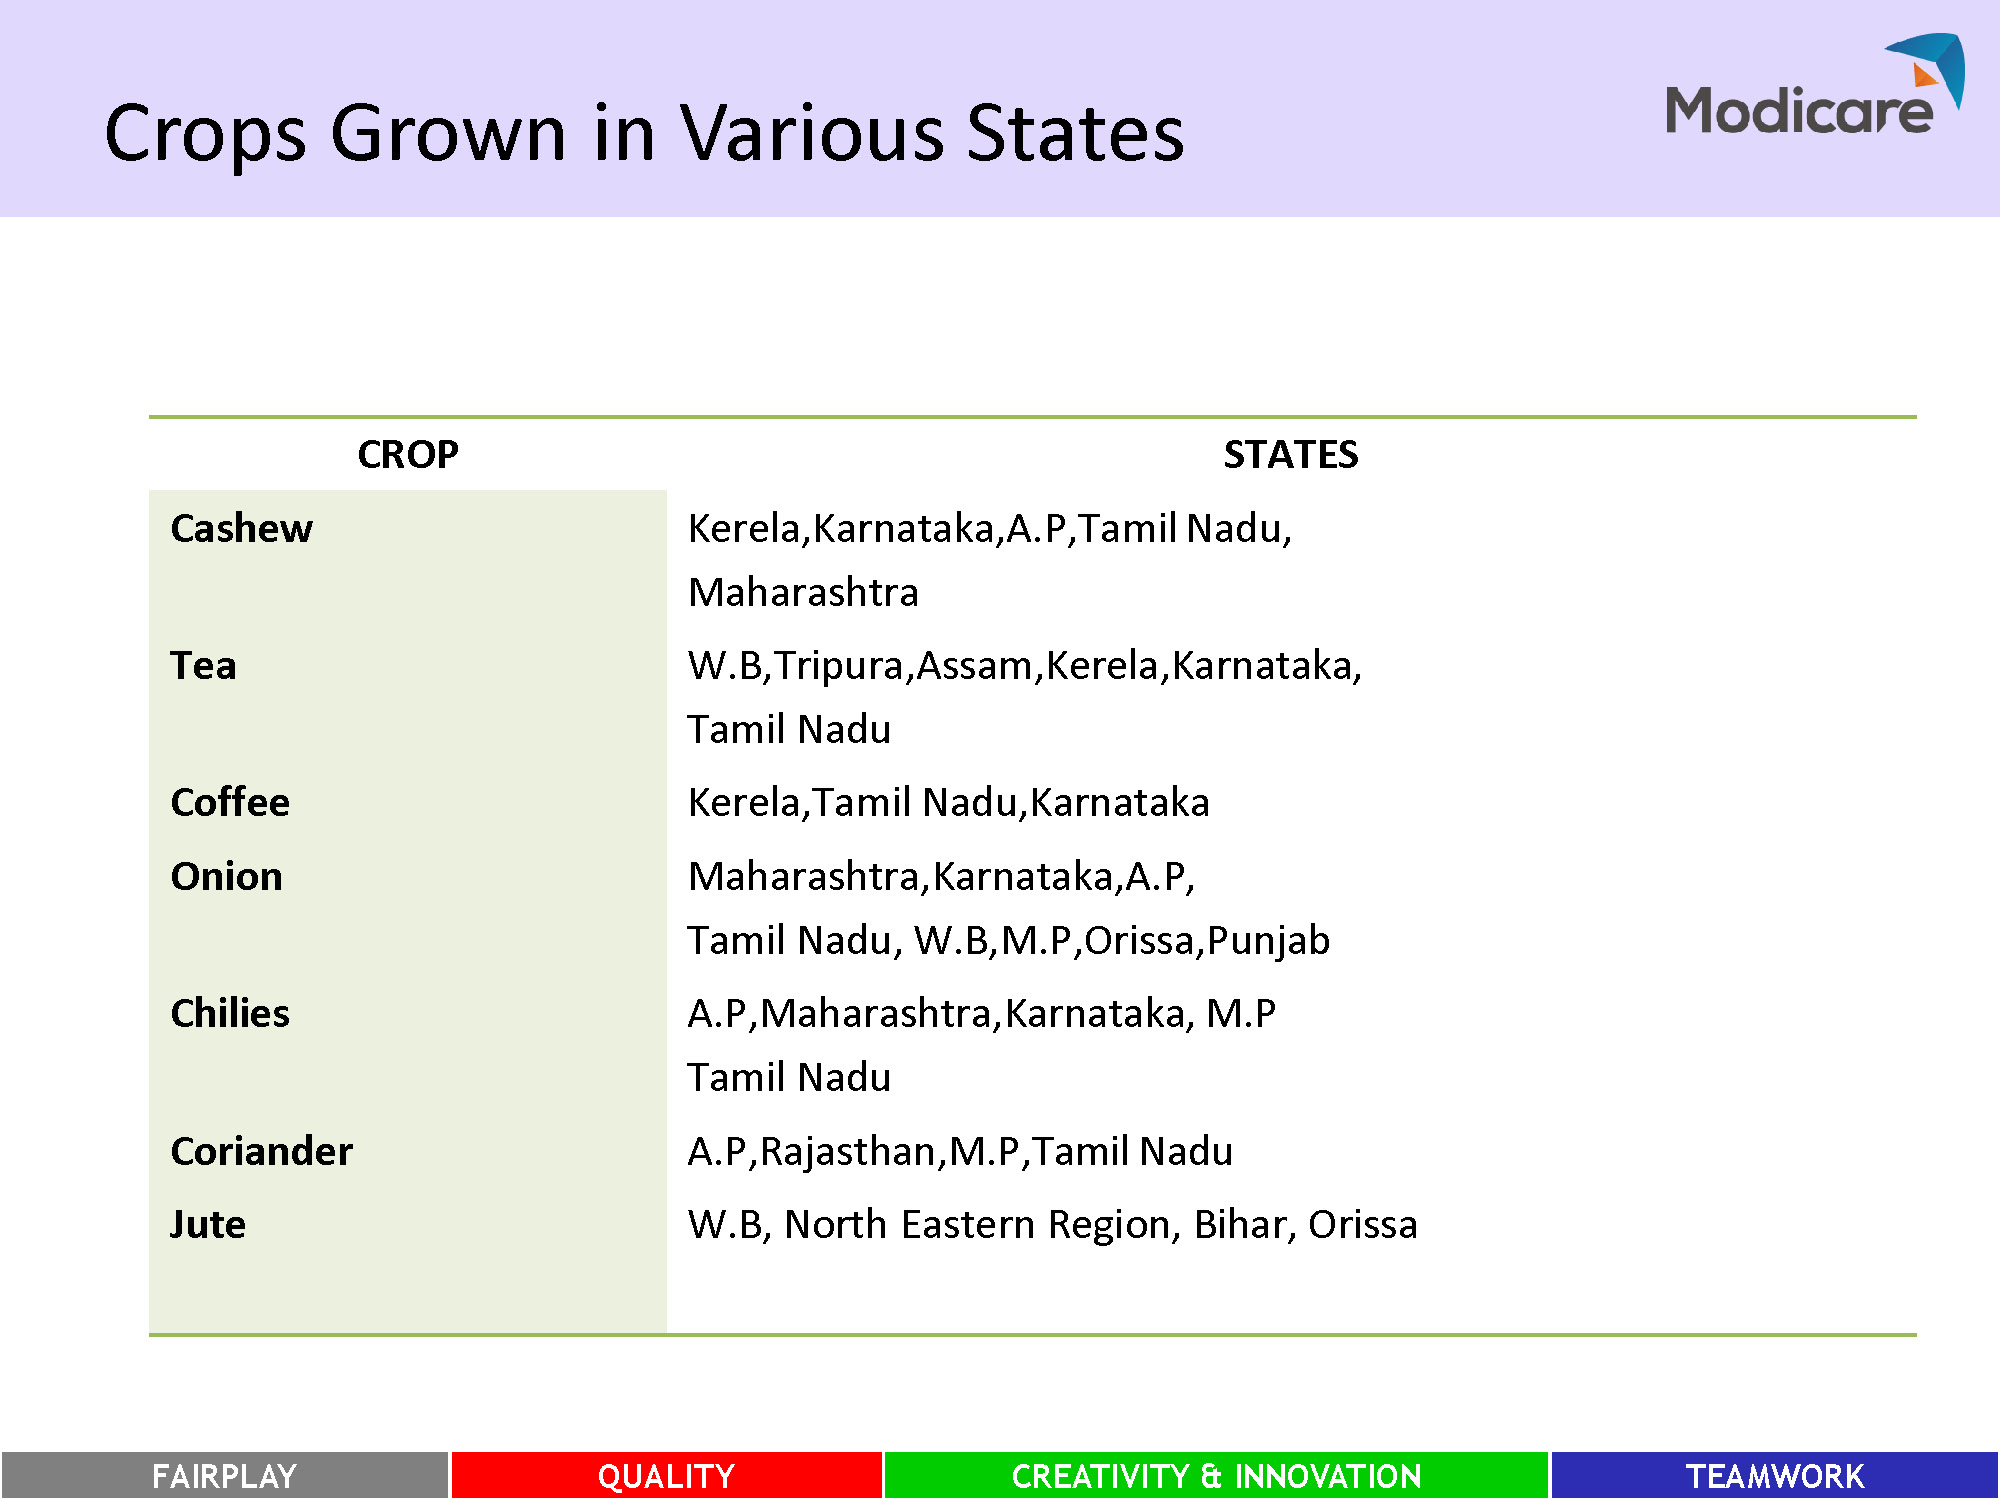 Crops Grown in Various States
Modicare
CROP STATES
Cashew Kerela,Karnataka,A.P,Tamil Nadu,
Maharashtra
Tea W.B,Tripura,Assam,Kerela,Karnataka,
Tamil Nadu
Coffee Kerela,Tamil Nadu,Karnataka
Onion Maharashtra,Karnataka,A.P,
Tamil Nadu, W.B,M.P,Orissa,Punjab
Chilies A.P,Maharashtra,Karnataka, M.P
Tamil Nadu
Coriander A.P,Rajasthan,M.P,Tamil Nadu
Jute W.B, North Eastern Region, Bihar, Orissa
FAIRPLAY QUALITY CREATIVITY & INNOVATION TEAMWORK